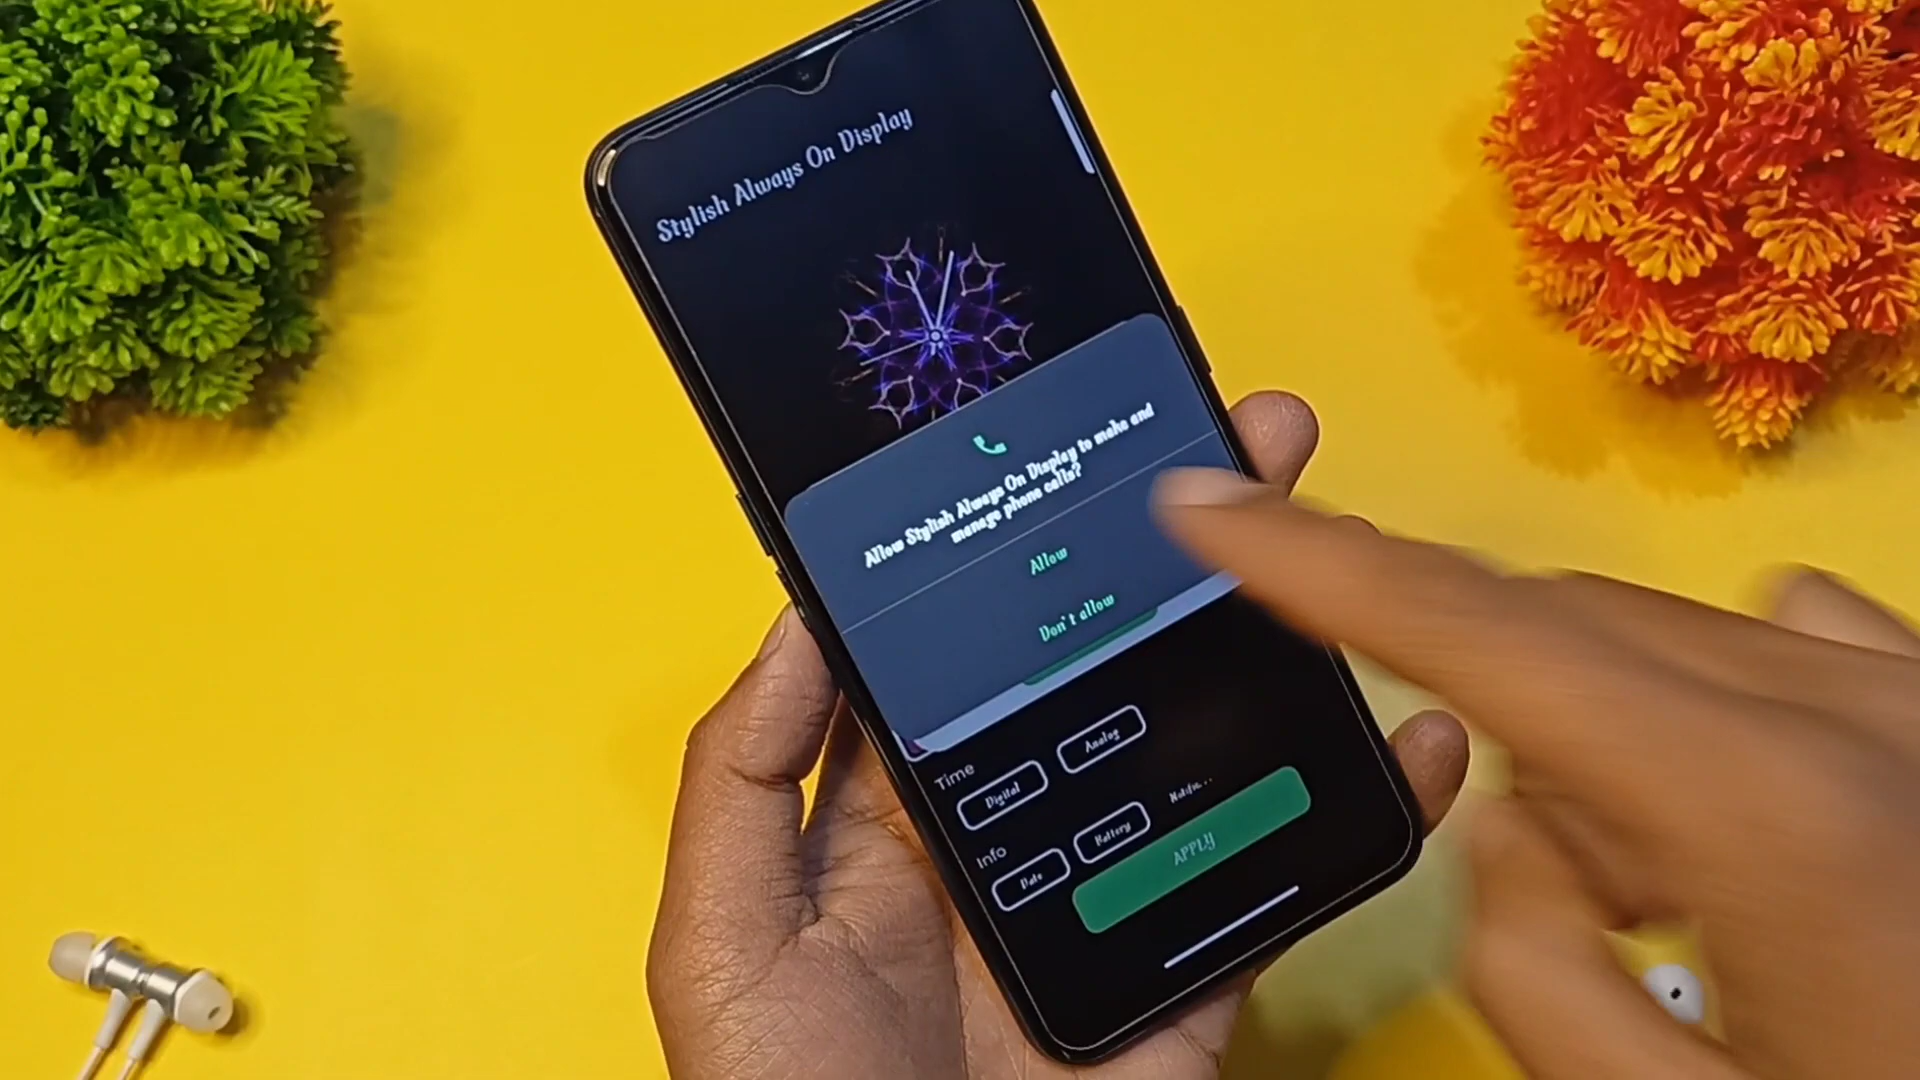 Stylish Always On Display
Allow Stylish Always On Display to make and
manage phone calls?
Allow
Don't allow
Time
Digital
Analog
Info
Date
Battery
Notific...
APPLY